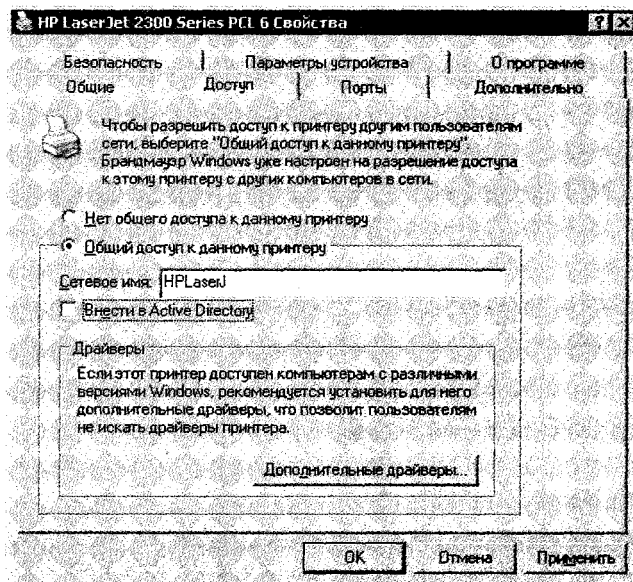 HP LaserJet 2300 Series PCL 6 Свойства
Безопасность Параметры устройства О программе
Общие Доступ Порты Дополнительно
Чтобы разрешить доступ к принтеру другим пользователям
сети, выберите "Общий доступ к данному принтеру".
Брандмауэр Windows уже настроен на разрешение доступа
к этому принтеру с других компьютеров в сети.
Нет общего доступа к данному принтеру
Общий доступ к данному принтеру
Сетевое имя: HPLaserJ
Внести в Active Directory
Драйверы
Если этот принтер доступен компьютерам с различными
версиями Windows, рекомендуется установить для него
дополнительные драйверы, что позволит пользователям
не искать драйверы принтера.
Дополнительные драйверы...
OK Отмена Применить